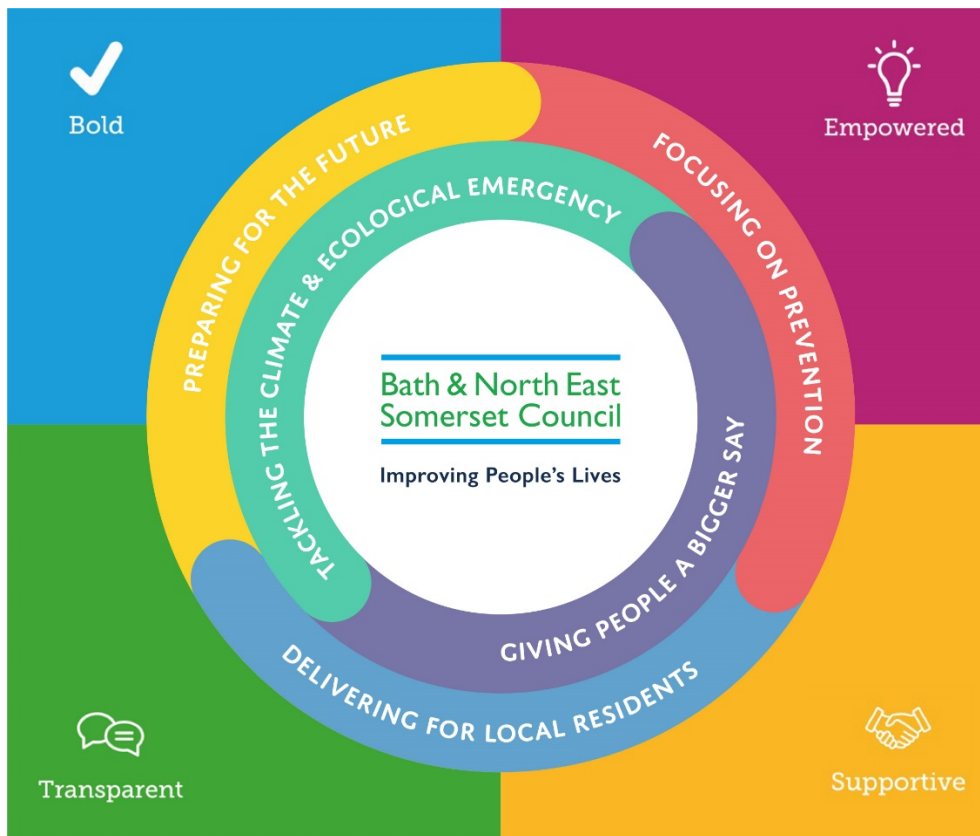 Bold
Empowered
PREPARING FOR THE FUTURE
FOCUSING ON PREVENTION
TACKLING THE CLIMATE & ECOLOGICAL EMERGENCY
Bath & North East
Somerset Council
Improving People's Lives
GIVING PEOPLE A BIGGER SAY
DELIVERING FOR LOCAL RESIDENTS
Transparent
Supportive